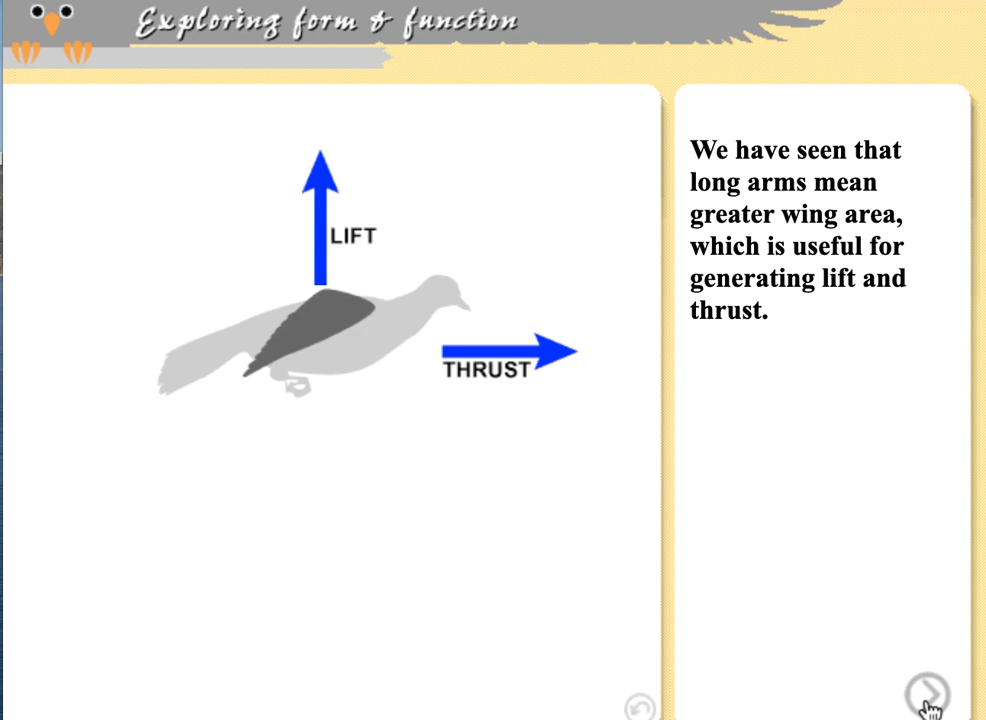 Exploring form & function
LIFT
THRUST
We have seen that
long arms mean
greater wing area,
which is useful for
generating lift and
thrust.